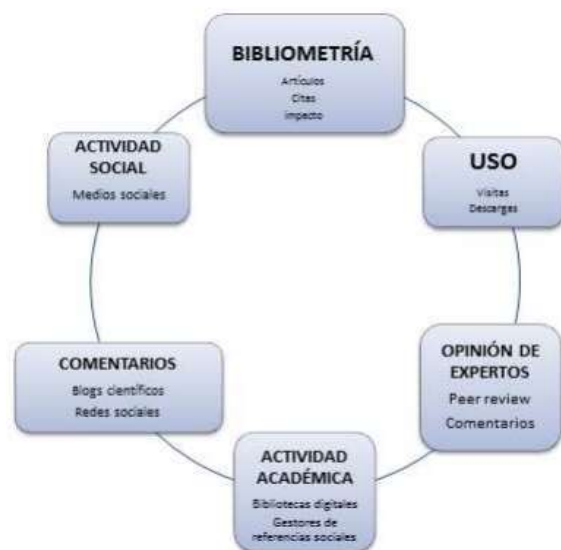 BIBLIOMETRÍA
Artículos
Citas
Impacto
USO
Visitas
Descargas
OPINIÓN DE
EXPERTOS
Peer review
Comentarios
ACTIVIDAD
ACADÉMICA
Bibliotecas digitales
Gestores de
referencias sociales
COMENTARIOS
Blogs científicos
Redes sociales
ACTIVIDAD
SOCIAL
Medios sociales